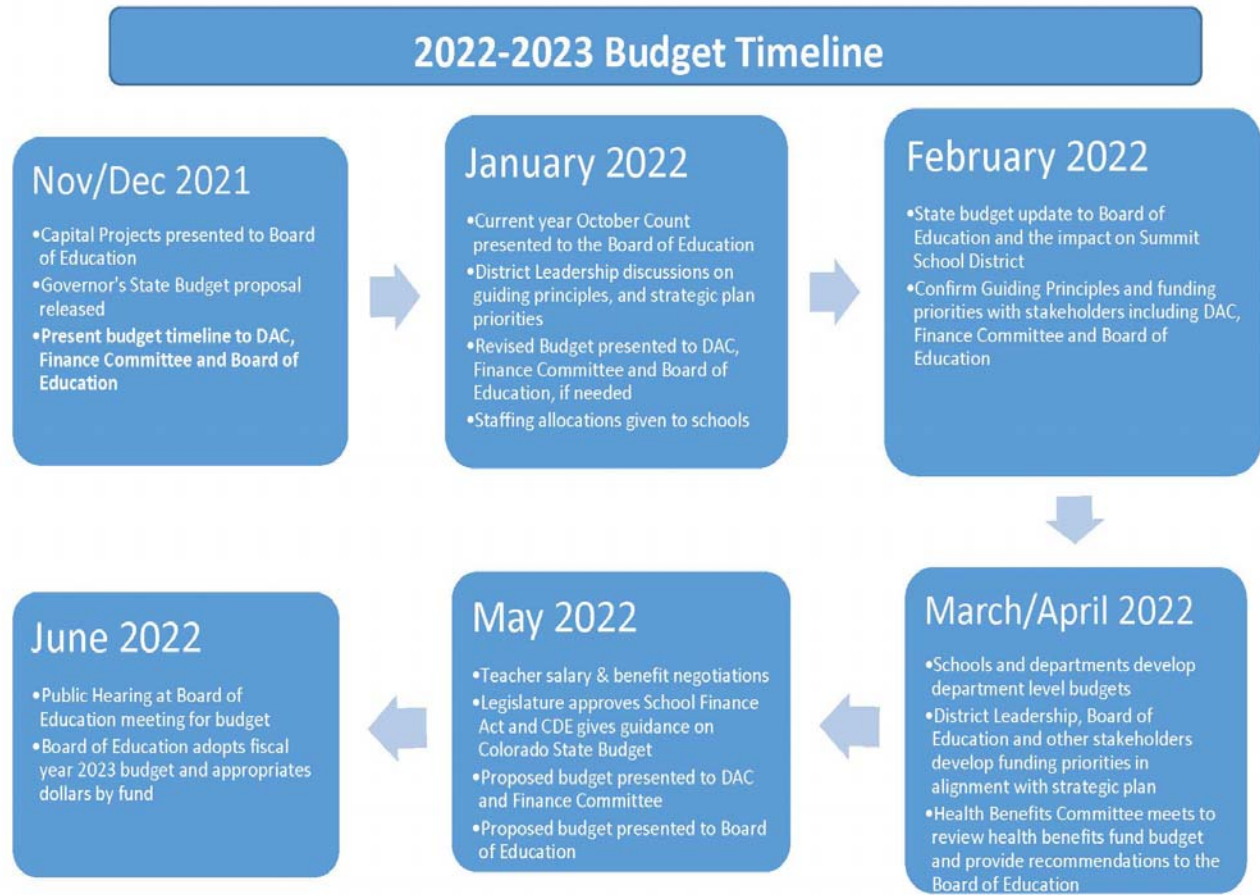 2022-2023 Budget Timeline
Nov/Dec 2021
•Capital Projects presented to Board
of Education
•Governor's State Budget proposal
released
•Present budget timeline to DAC,
Finance Committee and Board of
Education
January 2022
•Current year October Count
presented to the Board of Education
•District Leadership discussions on
guiding principles, and strategic plan
priorities
•Revised Budget presented to DAC,
Finance Committee and Board of
Education, if needed
•Staffing allocations given to schools
February 2022
•State budget update to Board of
Education and the impact on Summit
School District
•Confirm Guiding Principles and funding
priorities with stakeholders including DAC,
Finance Committee and Board of
Education
March/April 2022
•Schools and departments develop
department level budgets
•District Leadership, Board of
Education and other stakeholders
develop funding priorities in
alignment with strategic plan
•Health Benefits Committee meets to
review health benefits fund budget
and provide recommendations to the
Board of Education
May 2022
•Teacher salary & benefit negotiations
•Legislature approves School Finance
Act and CDE gives guidance on
Colorado State Budget
•Proposed budget presented to DAC
and Finance Committee
•Proposed budget presented to Board
of Education
June 2022
•Public Hearing at Board of
Education meeting for budget
•Board of Education adopts fiscal
year 2023 budget and appropriates
dollars by fund